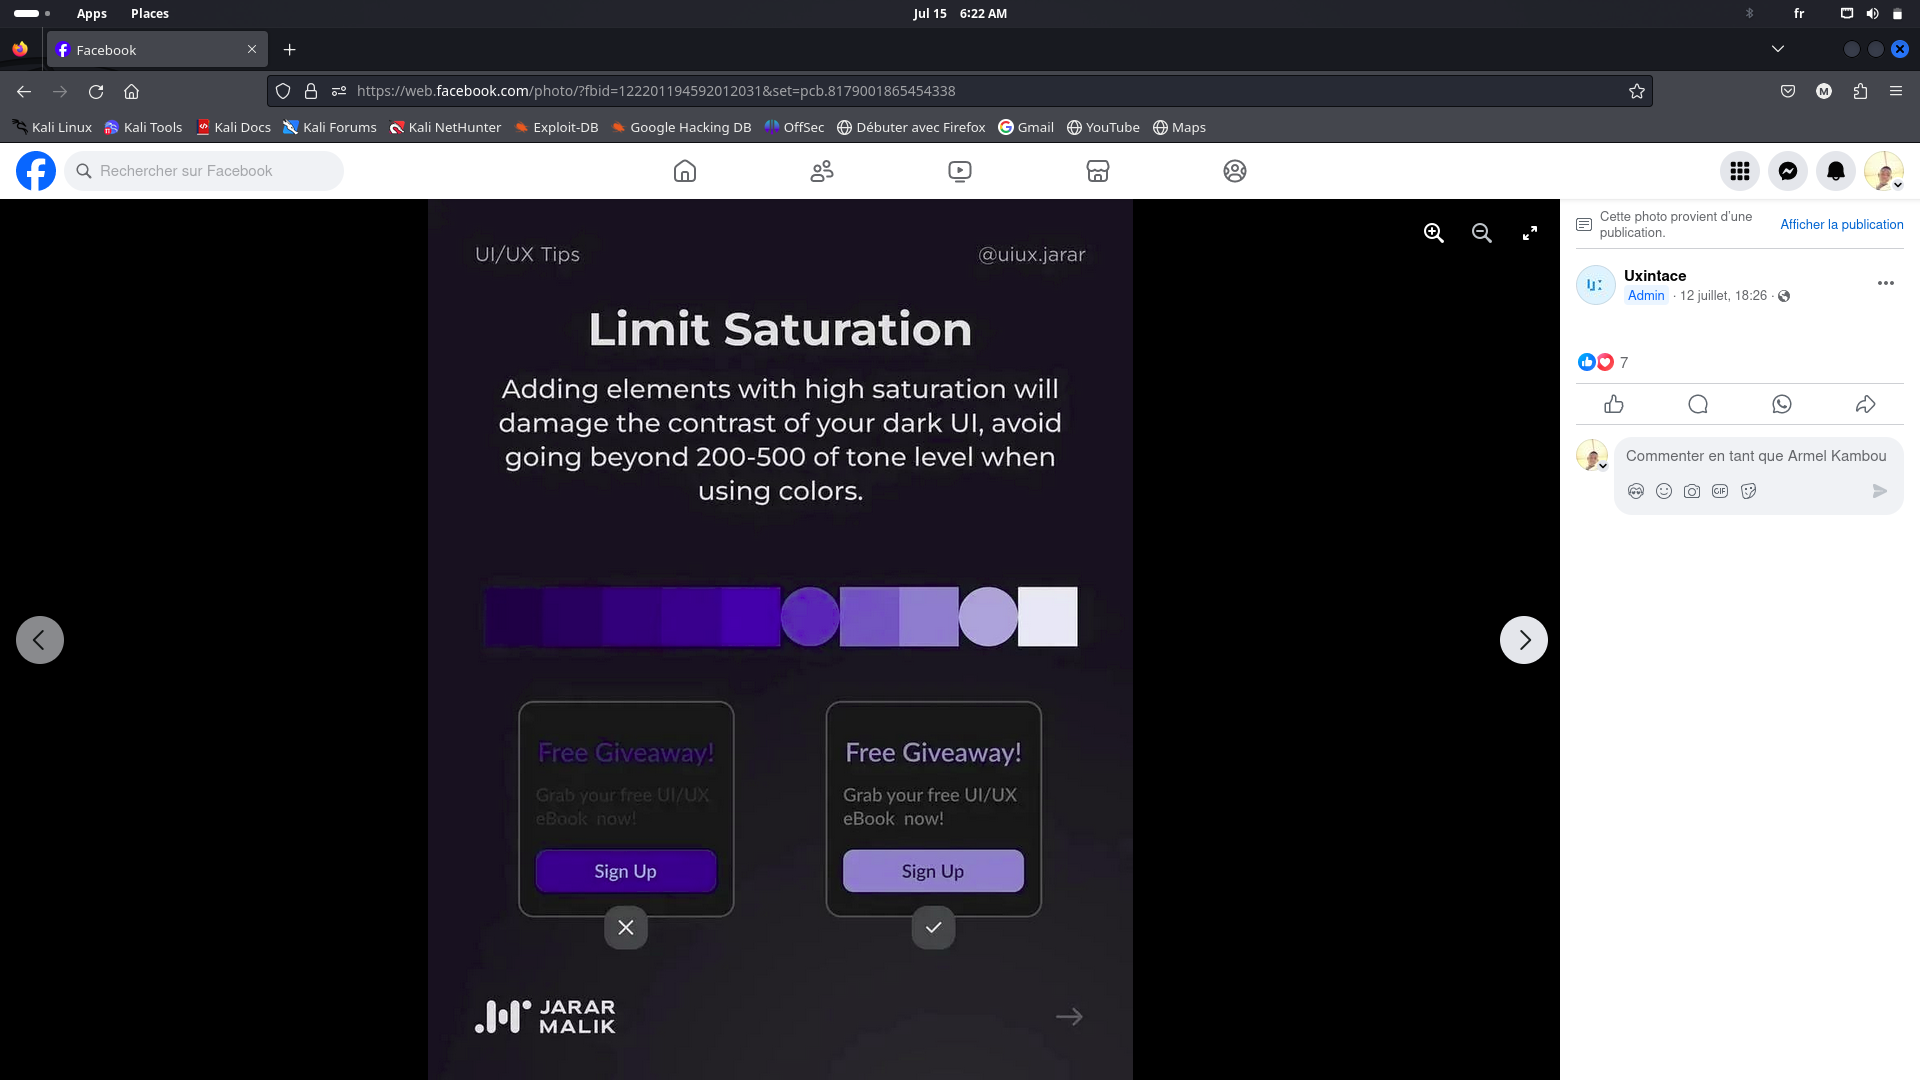 Apps Places Jul 15 6:22 AM fr
Facebook
https://web.facebook.com/photo/?fbid=122201194592012031&set=pcb.8179001865454338 M
Kali Linux Kali Tools Kali Docs Kali Forums Kali NetHunter Exploit-DB Google Hacking DB OffSec Débuter avec Firefox Gmail YouTube Maps
Rechercher sur Facebook
UI/UX Tips @uiux.jarar
Limit Saturation
Adding elements with high saturation will
damage the contrast of your dark UI, avoid
going beyond 200-500 of tone level when
using colors.
Free Giveaway!
Grab your free UI/UX
eBook now!
Sign Up
Free Giveaway!
Grab your free UI/UX
eBook now!
Sign Up
JARAR
MALIK
Cette photo provient d’une
publication.
Afficher la publication
Uxintace
Admin · 12 juillet, 18:26 ·
7
Commenter en tant que Armel Kambou
GIF